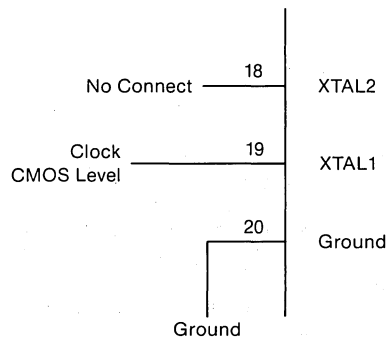 18
No Connect
XTAL2
Clock
CMOS Level
19
XTAL1
20
Ground
Ground